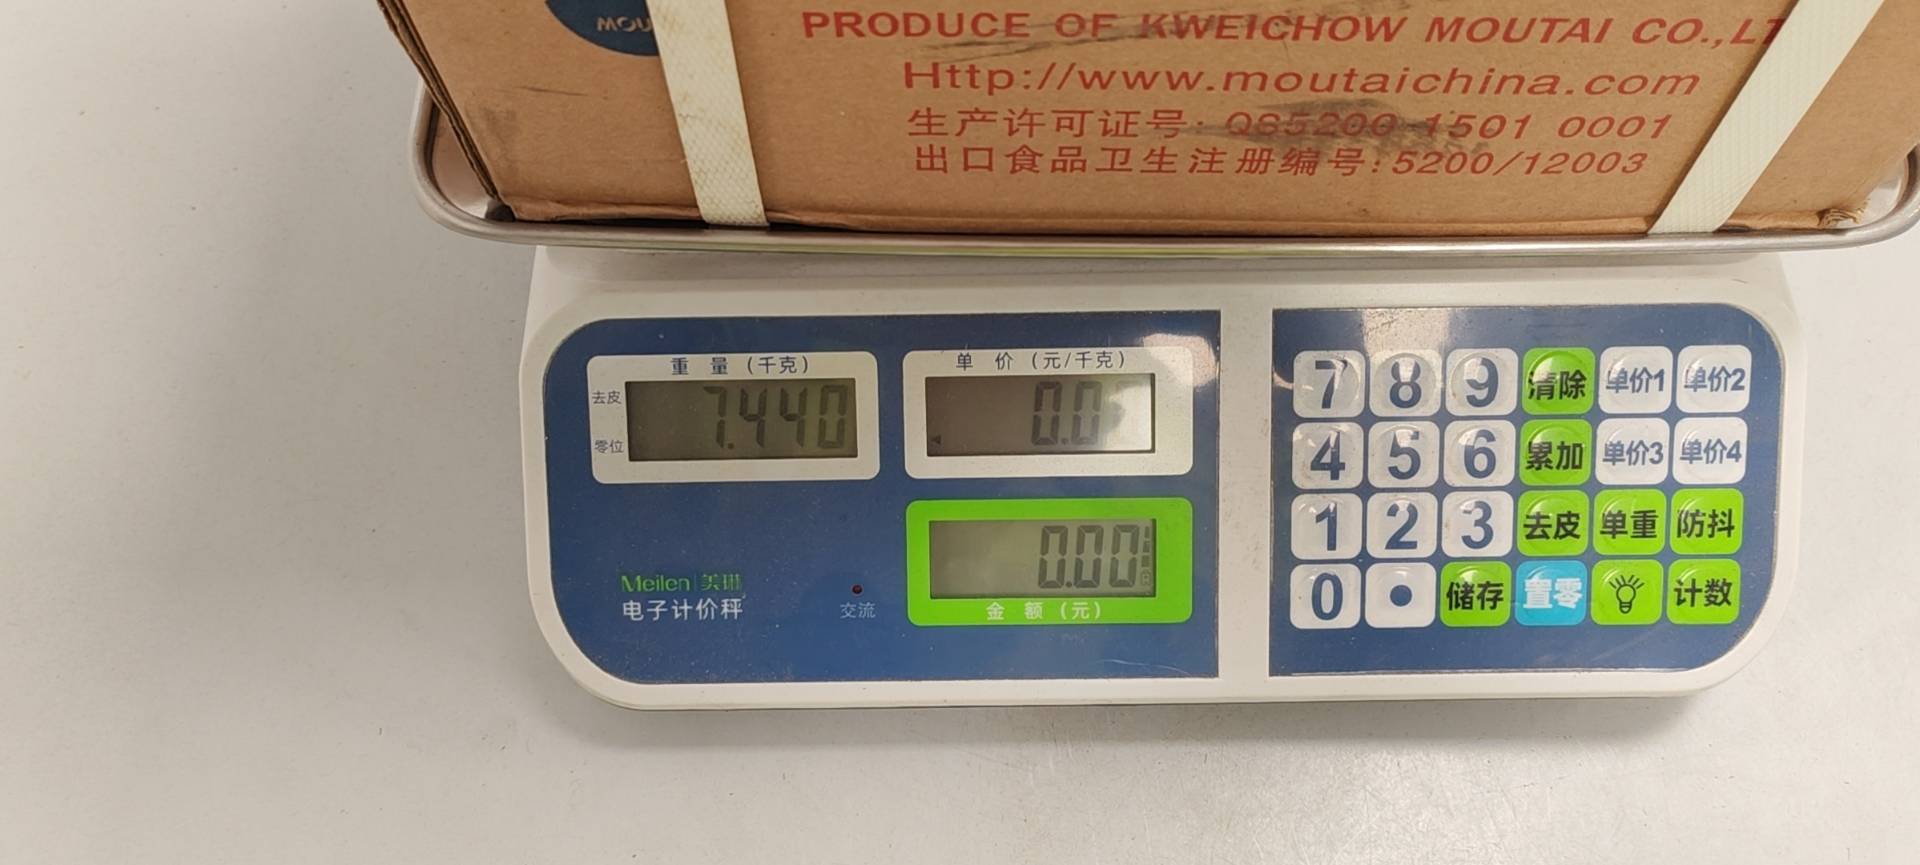 MOU
PRODUCE OF KWEICHOW MOUTAI CO.,LT
Http://www.moutaichina.com
生产许可证号: QS5200 1501 0001
出口食品卫生注册编号:5200/12003
重 量 (千克)
去皮
零位
7.440
单 价 (元/千克)
0.0
0.00
金 额 (元)
Meilen 美琳
电子计价秤
交流
7 8 9 清除 单价1 单价2
4 5 6 累加 单价3 单价4
1 2 3 去皮 单重 防抖
0 • 储存 置零 计数